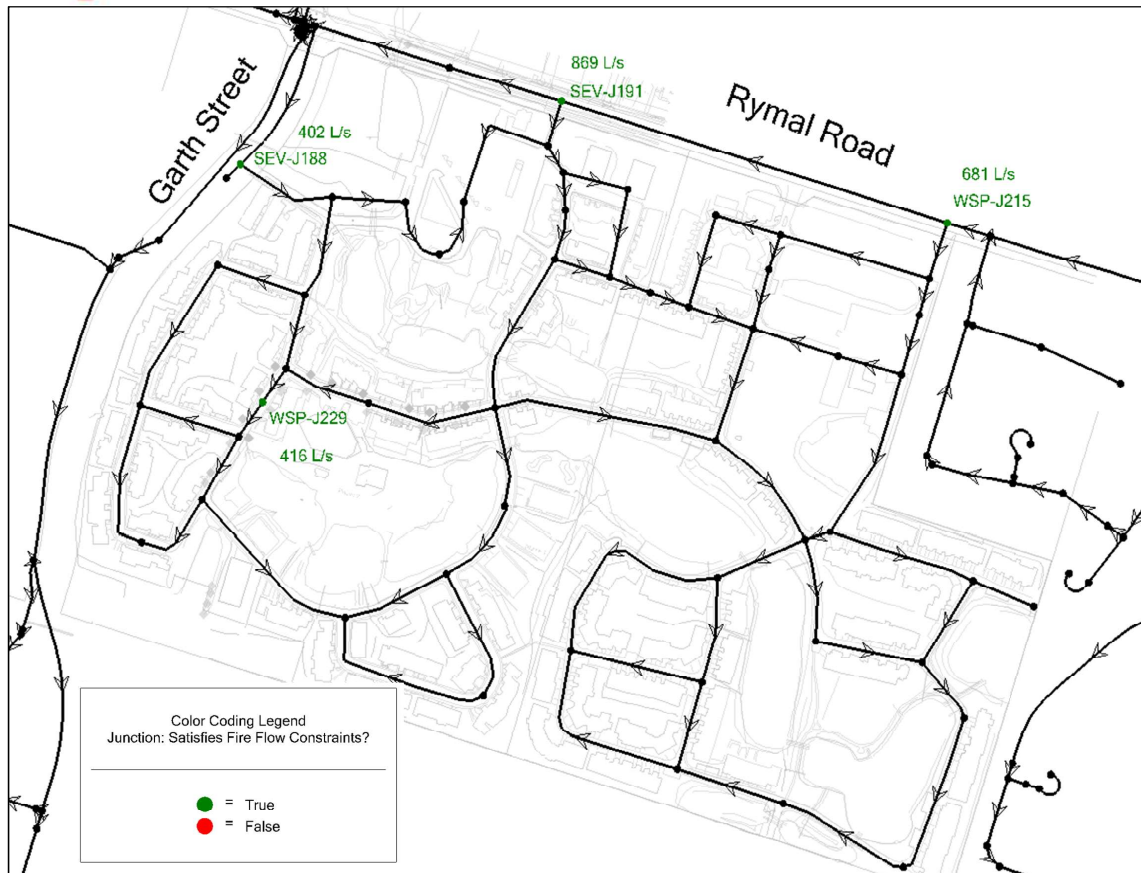 869 L/s
SEV-J191
Rymal Road
Garth Street
402 L/s
SEV-J188
681 L/s
WSP-J215
WSP-J229
416 L/s
Color Coding Legend
Junction: Satisfies Fire Flow Constraints?
= True
= False